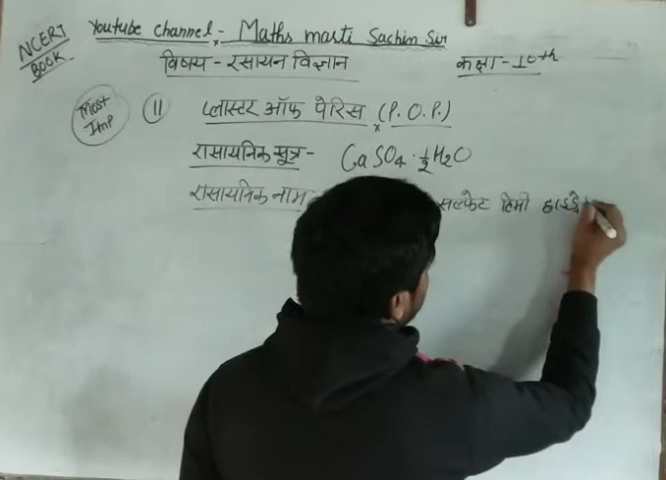 NCERT BOOK
Youtube channel - Maths masti Sachin Sir
विषय - रसायन विज्ञान कक्षा - 10th
Most Imp 11 प्लास्टर ऑफ पेरिस (P.O.P.)
रासायनिक सूत्र - CaSO4·½H2O
रासायनिक नाम सल्फेट हेमी हाइड्रे